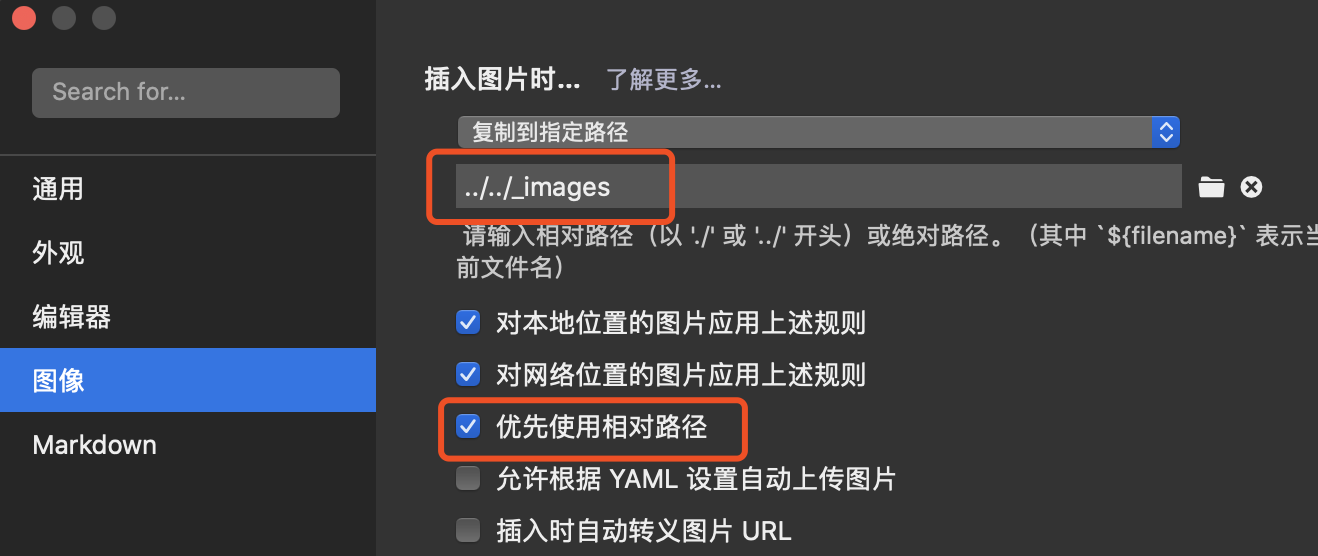 Search for...
通用
外观
编辑器
图像
Markdown
插入图片时... 了解更多...
复制到指定路径
../../_images
请输入相对路径（以 './' 或 '../' 开头）或绝对路径。（其中 `${filename}` 表示当
前文件名）
对本地位置的图片应用上述规则
对网络位置的图片应用上述规则
优先使用相对路径
允许根据 YAML 设置自动上传图片
插入时自动转义图片 URL